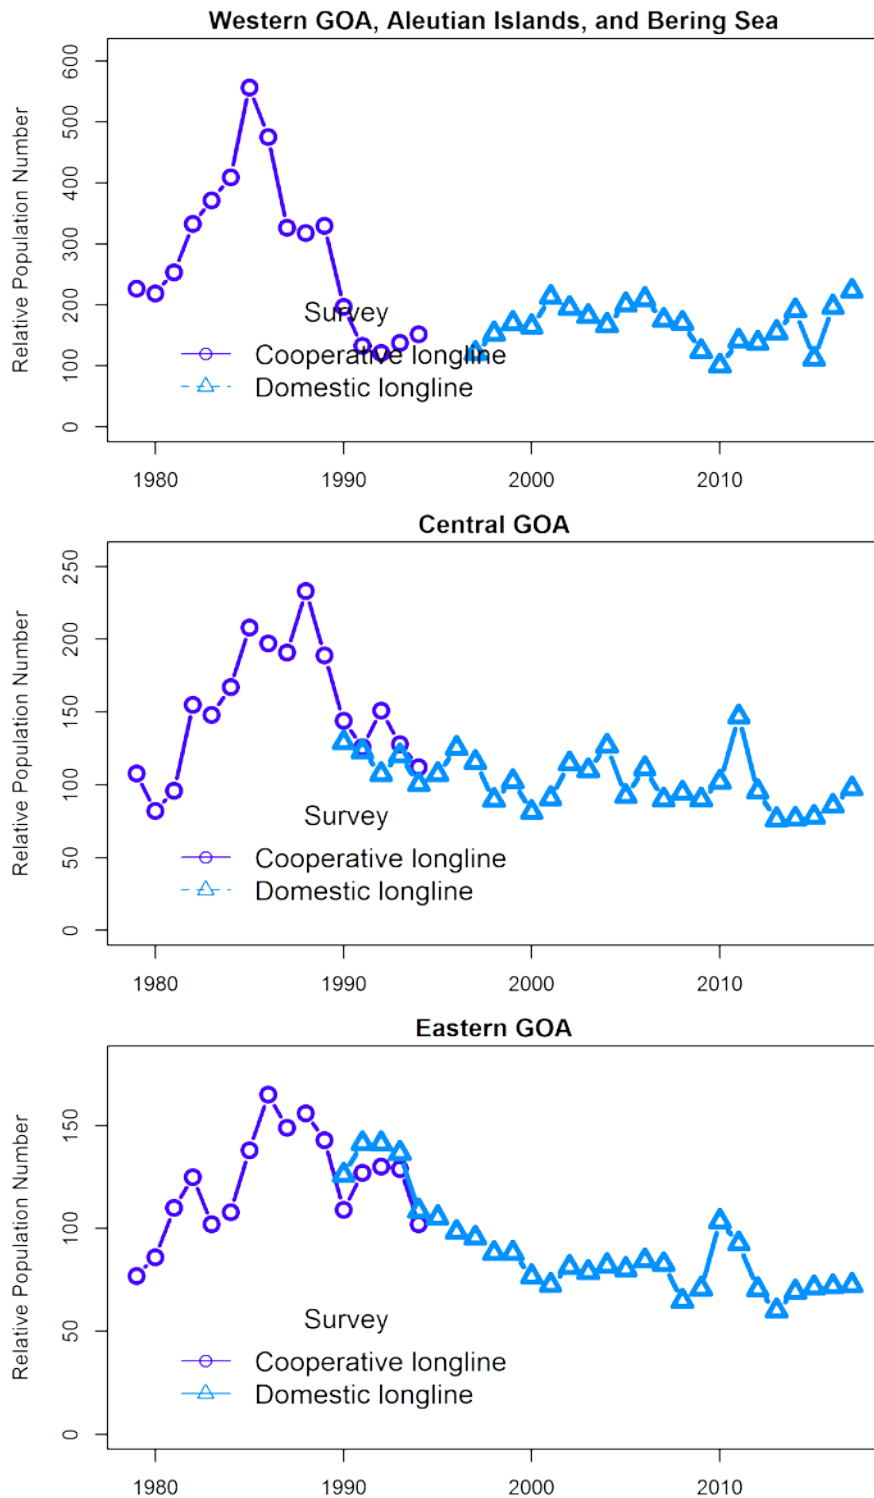 Western GOA, Aleutian Islands, and Bering Sea
Relative Population Number
600
500
400
300
200
100
0
Survey
Cooperative longline
Domestic longline
1980 1990 2000 2010
Central GOA
Relative Population Number
250
200
150
100
50
0
Survey
Cooperative longline
Domestic longline
1980 1990 2000 2010
Eastern GOA
Relative Population Number
150
100
50
0
Survey
Cooperative longline
Domestic longline
1980 1990 2000 2010